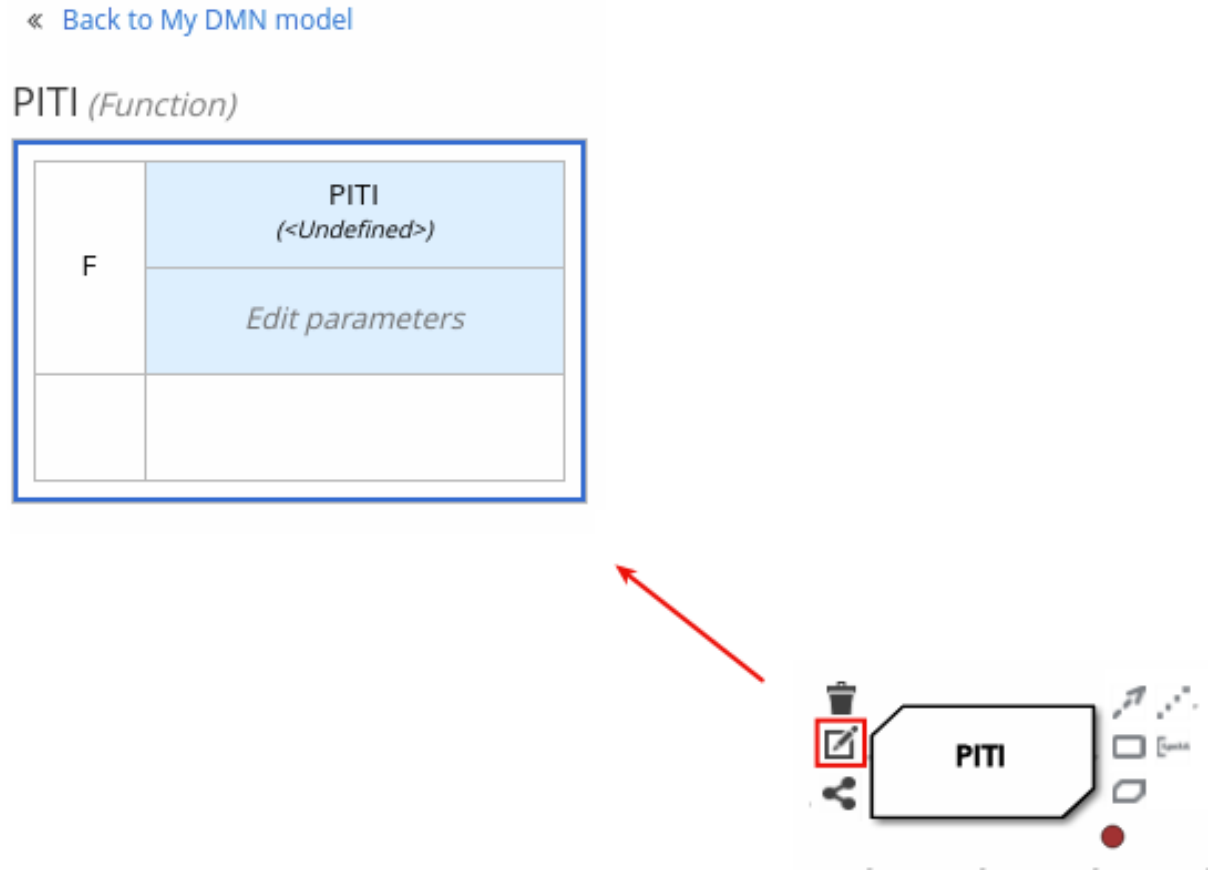 « Back to My DMN model
PITI (Function)
PITI
(<Undefined>)
F
Edit parameters
PITI